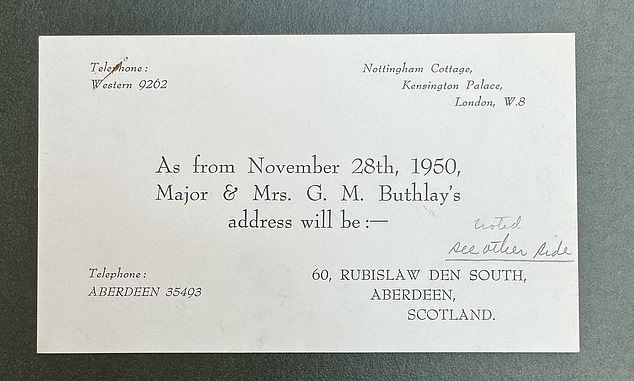 Telephone:
Western 9262
Nottingham Cottage,
Kensington Palace,
London, W.8
As from November 28th, 1950,
Major & Mrs. G. M. Buthlay's
address will be:—
noted
see other side
Telephone:
ABERDEEN 35493
60, RUBISLAW DEN SOUTH,
ABERDEEN,
SCOTLAND.